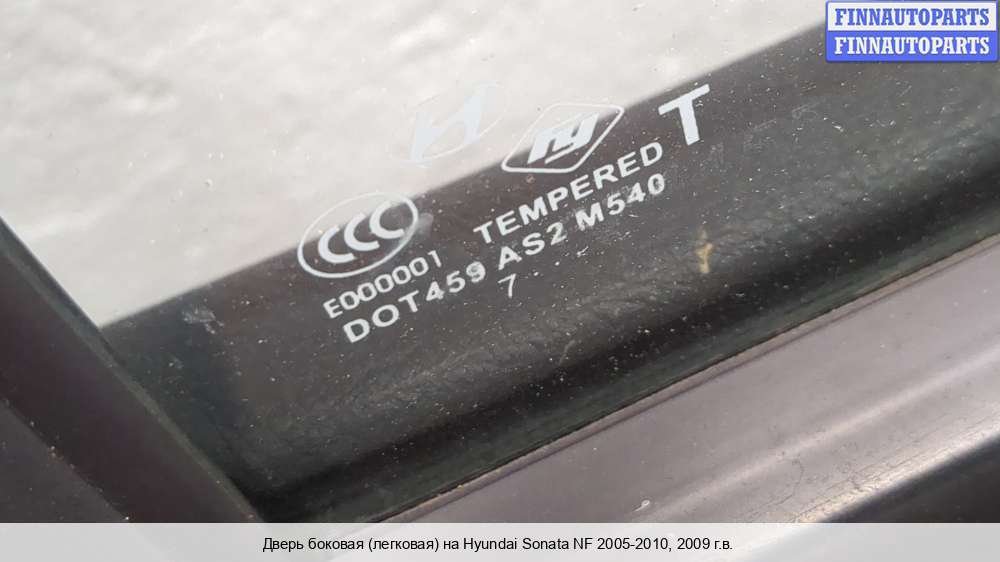 FINNAUTOPARTS
FINNAUTOPARTS
FY
T
CCC
TEMPERED
E000001
DOT459 AS2 M540
7
Дверь боковая (легковая) на Hyundai Sonata NF 2005-2010, 2009 г.в.